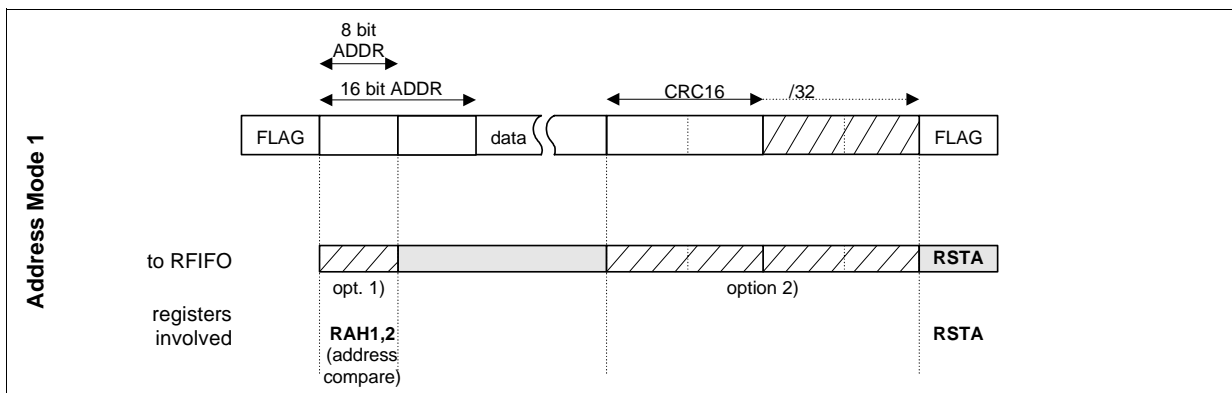 Address Mode 1
8 bit
ADDR
16 bit ADDR
CRC16 /32
FLAG data FLAG
to RFIFO RSTA
opt. 1) option 2)
registers
involved
RAH1,2 RSTA
(address
compare)